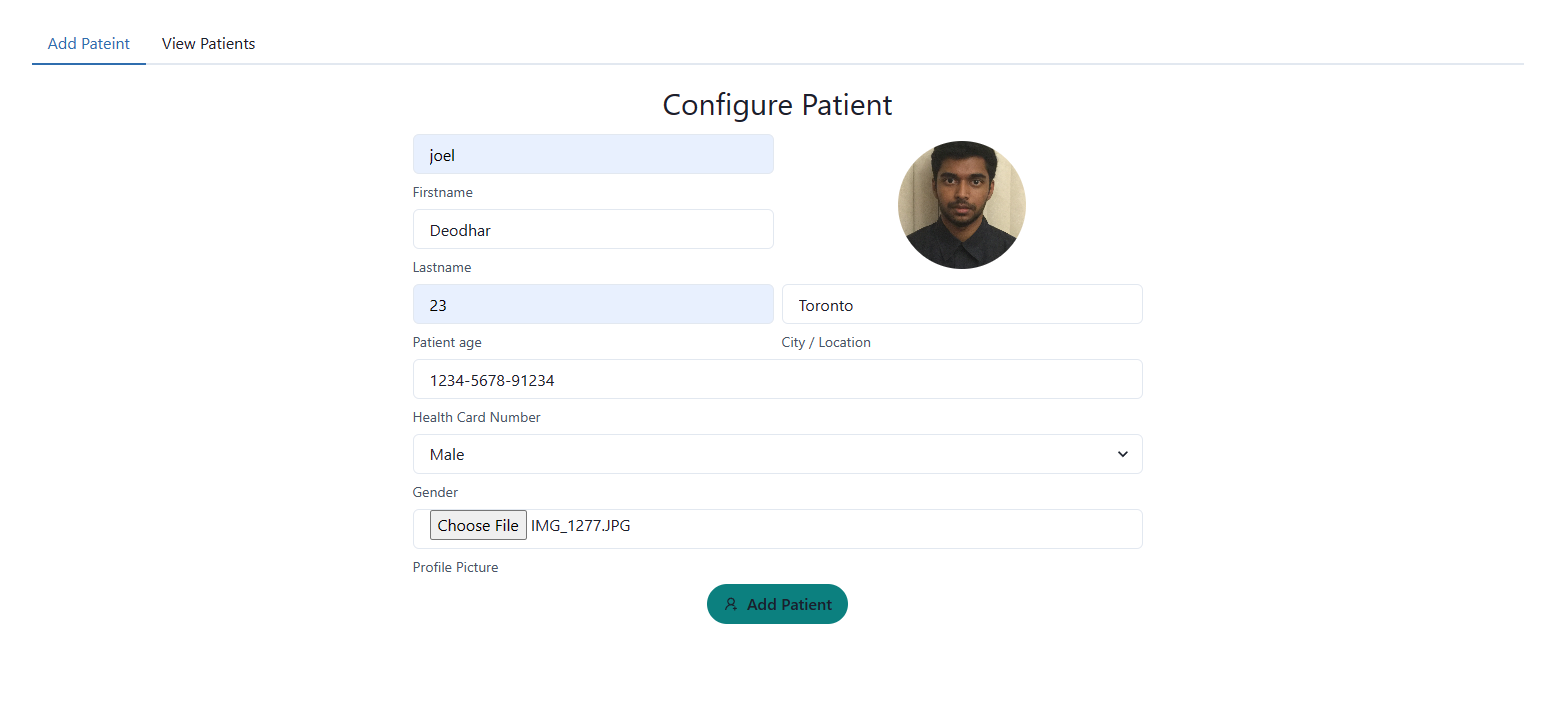 Add Pateint View Patients
Configure Patient
joel
Firstname
Deodhar
Lastname
23 Toronto
Patient age City / Location
1234-5678-91234
Health Card Number
Male
Gender
Choose File IMG_1277.JPG
Profile Picture
Add Patient